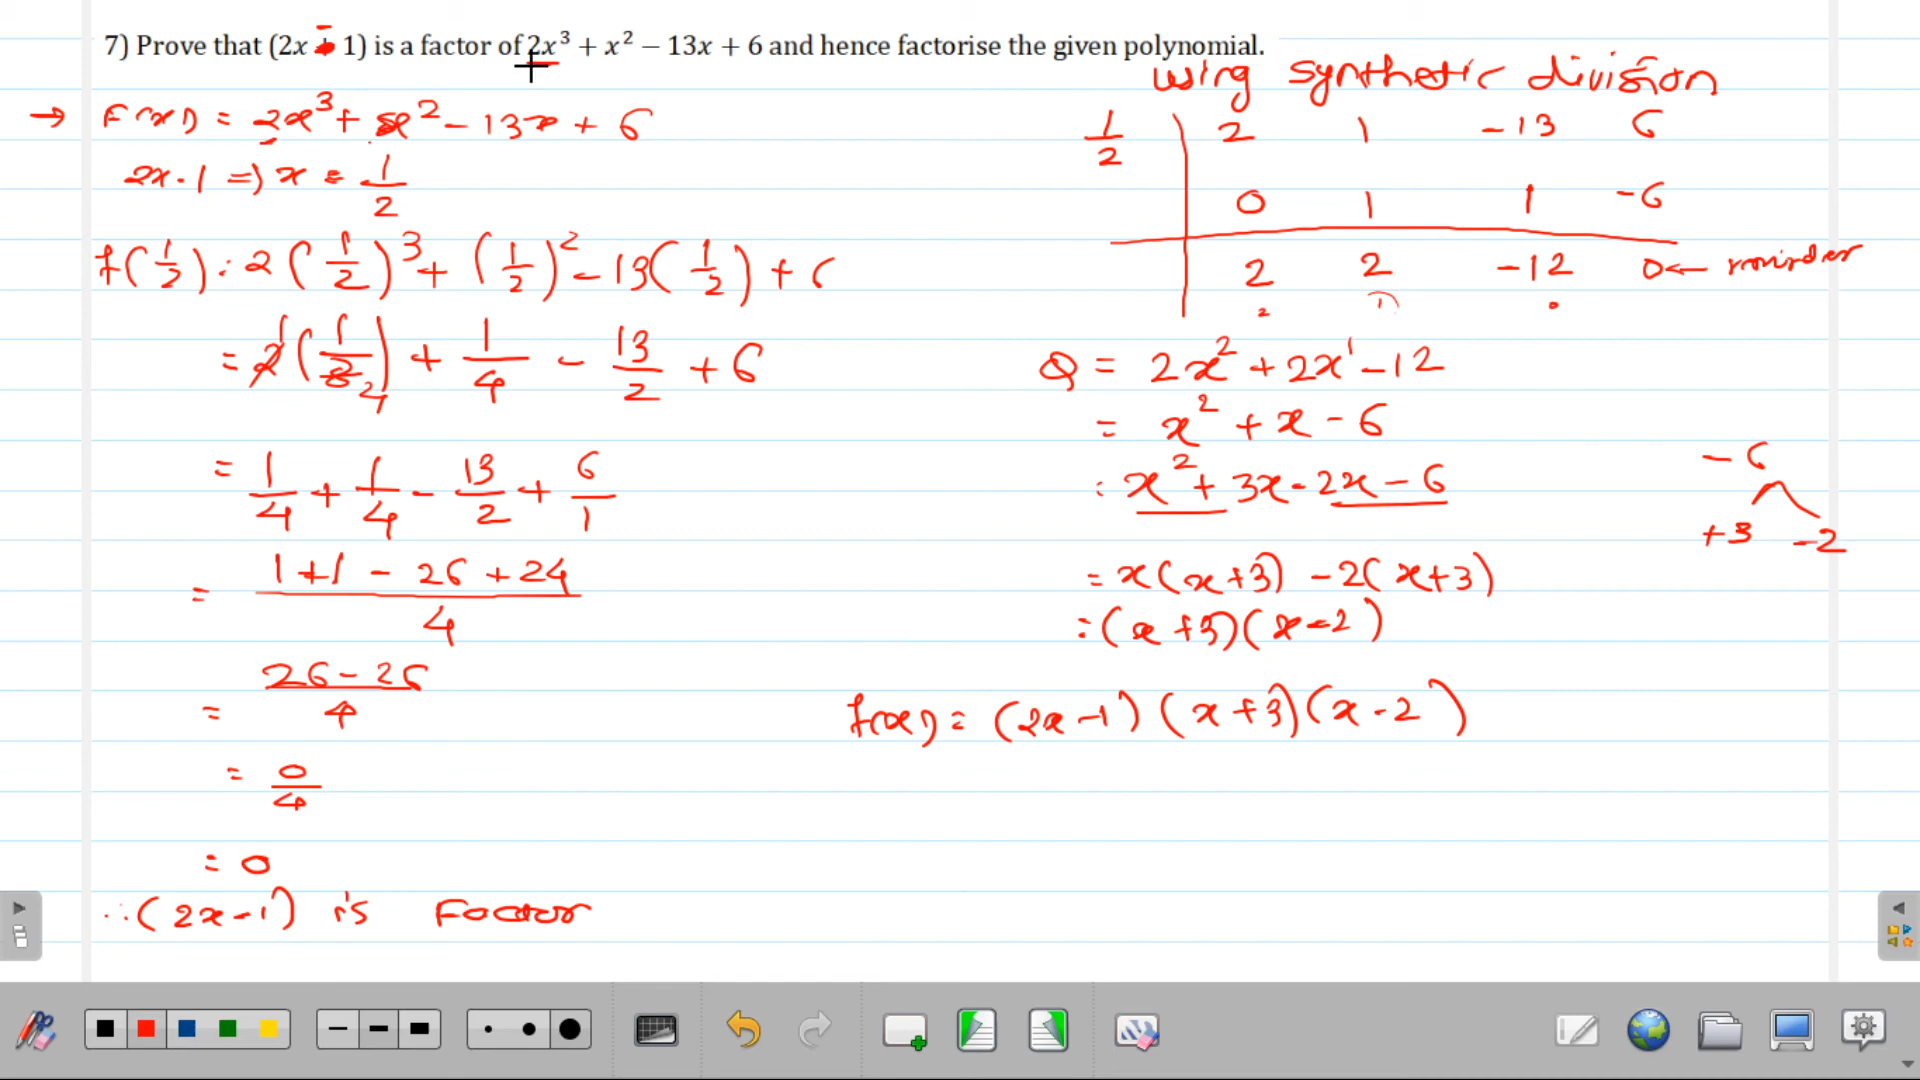 7) Prove that (2x - 1) is a factor of 2x³ + x² − 13x + 6 and hence factorise the given polynomial.
→ F(x) = 2x³ + x² - 13x + 6
2x - 1 => x = 1/2
f(1/2) : 2(1/2)³ + (1/2)² - 13(1/2) + 6
= 2(1/8) + 1/4 - 13/2 + 6
= 1/4 + 1/4 - 13/2 + 6/1
= (1 + 1 - 26 + 24)/4
= (26 - 26)/4
= 0/4
= 0
∴ (2x - 1) is Factor
using synthetic division
1/2 | 2 1 -13 6
0 1 1 -6
2 2 -12 0 ←
Q = 2x² + 2x¹ - 12
= x² + x - 6
: x² + 3x - 2x - 6
= x(x+3) - 2(x+3)
: (x+3)(x-2)
f(x) = (2x-1)(x+3)(x-2)
-6
+3 -2